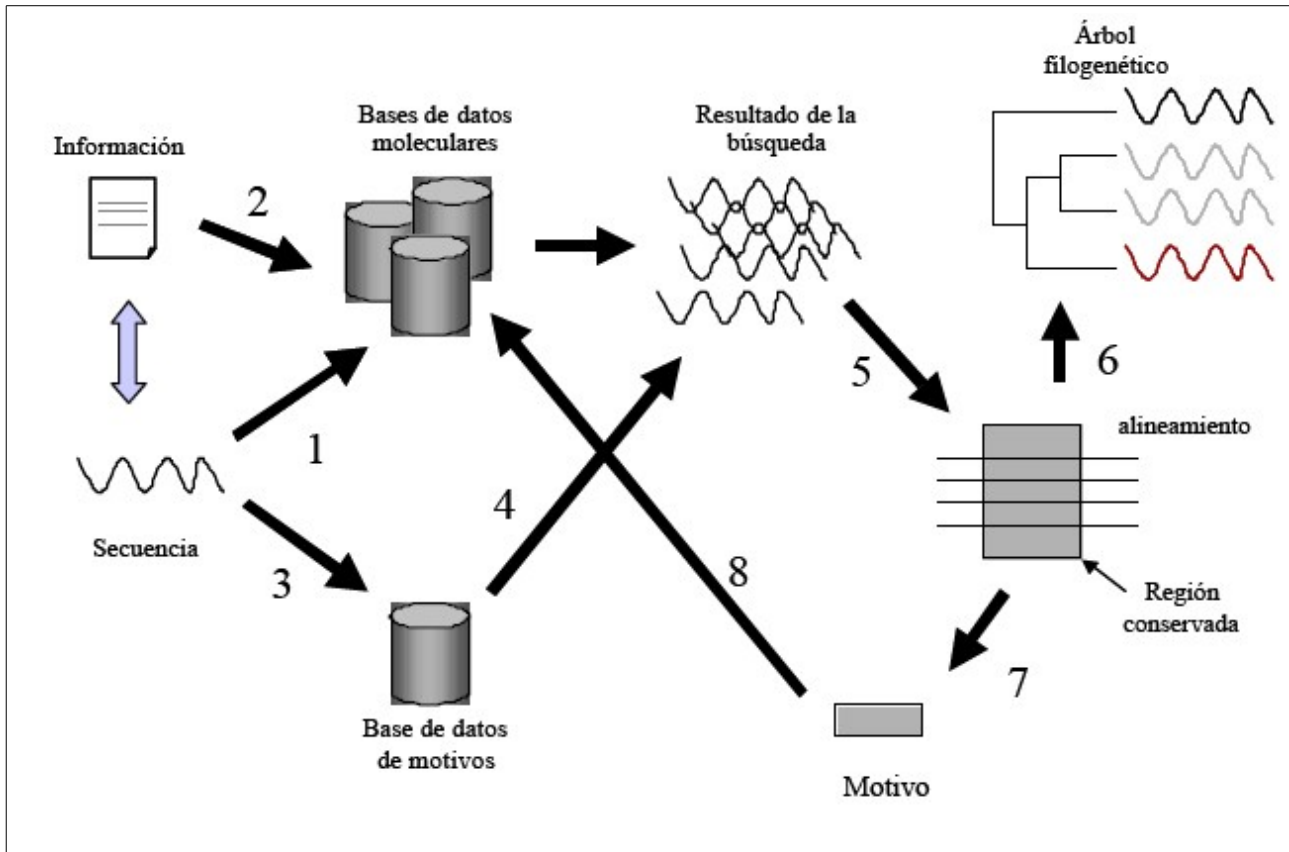 Árbol
filogenético
Bases de datos
moleculares
Resultado de la
búsqueda
Información
2
5
6
alineamiento
1
4
Secuencia
3
8
Región
conservada
7
Base de datos
de motivos
Motivo